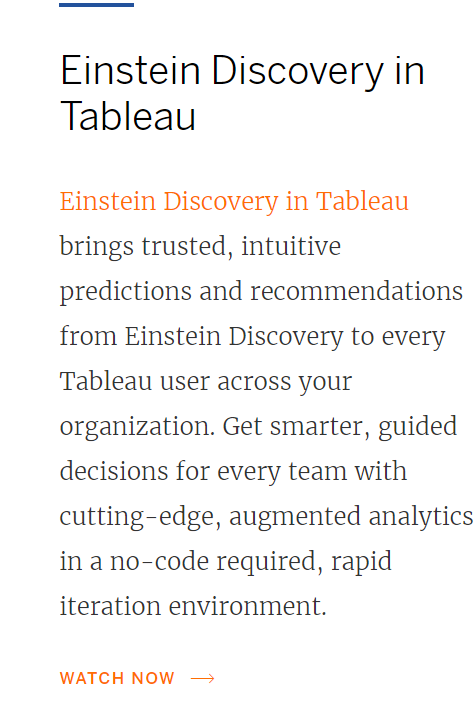 Einstein Discovery in
Tableau
Einstein Discovery in Tableau
brings trusted, intuitive
predictions and recommendations
from Einstein Discovery to every
Tableau user across your
organization. Get smarter, guided
decisions for every team with
cutting-edge, augmented analytics
in a no-code required, rapid
iteration environment.
WATCH NOW →